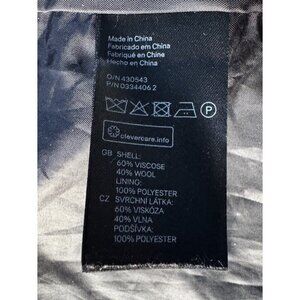 Made in China
Fabricado em China
Fabriqué en Chine
Hecho en China
O/N 430543
P/N 0334406 2
P
clevercare.info
GB SHELL:
60% VISCOSE
40% WOOL
LINING:
100% POLYESTER
CZ SVRCHNI LÁTKA:
60% VISKÓZA
40% VLNA
PODŠÍVKA:
100% POLYESTER